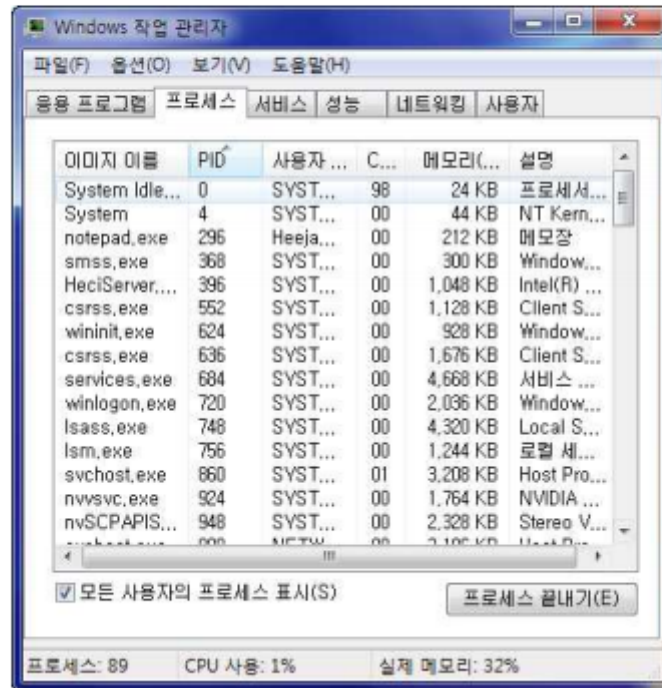 Windows 작업 관리자
파일(F) 옵션(O) 보기(V) 도움말(H)
응용 프로그램 프로세스 서비스 성능 네트워킹 사용자
이미지 이름 PID 사용자 ... C... 메모리(... 설명
System Idle... 0 SYST... 98 24 KB 프로세서...
System 4 SYST... 00 44 KB NT Kern...
notepad.exe 296 Heeja... 00 212 KB 메모장
smss.exe 368 SYST... 00 300 KB Window...
HeciServer.... 396 SYST... 00 1,048 KB Intel(R) ...
csrss.exe 552 SYST... 00 1,128 KB Client S...
wininit.exe 624 SYST... 00 928 KB Window...
csrss.exe 636 SYST... 00 1,676 KB Client S...
services.exe 684 SYST... 00 4,668 KB 서비스 ...
winlogon.exe 720 SYST... 00 2,036 KB Window...
lsass.exe 748 SYST... 00 4,320 KB Local S...
lsm.exe 756 SYST... 00 1,244 KB 로컬 세...
svchost.exe 860 SYST... 01 3,208 KB Host Pro...
nvvsvc.exe 924 SYST... 00 1,764 KB NVIDIA ...
nvSCPAPIS... 948 SYST... 00 2,328 KB Stereo V...
모든 사용자의 프로세스 표시(S) 프로세스 끝내기(E)
프로세스: 89 CPU 사용: 1% 실제 메모리: 32%